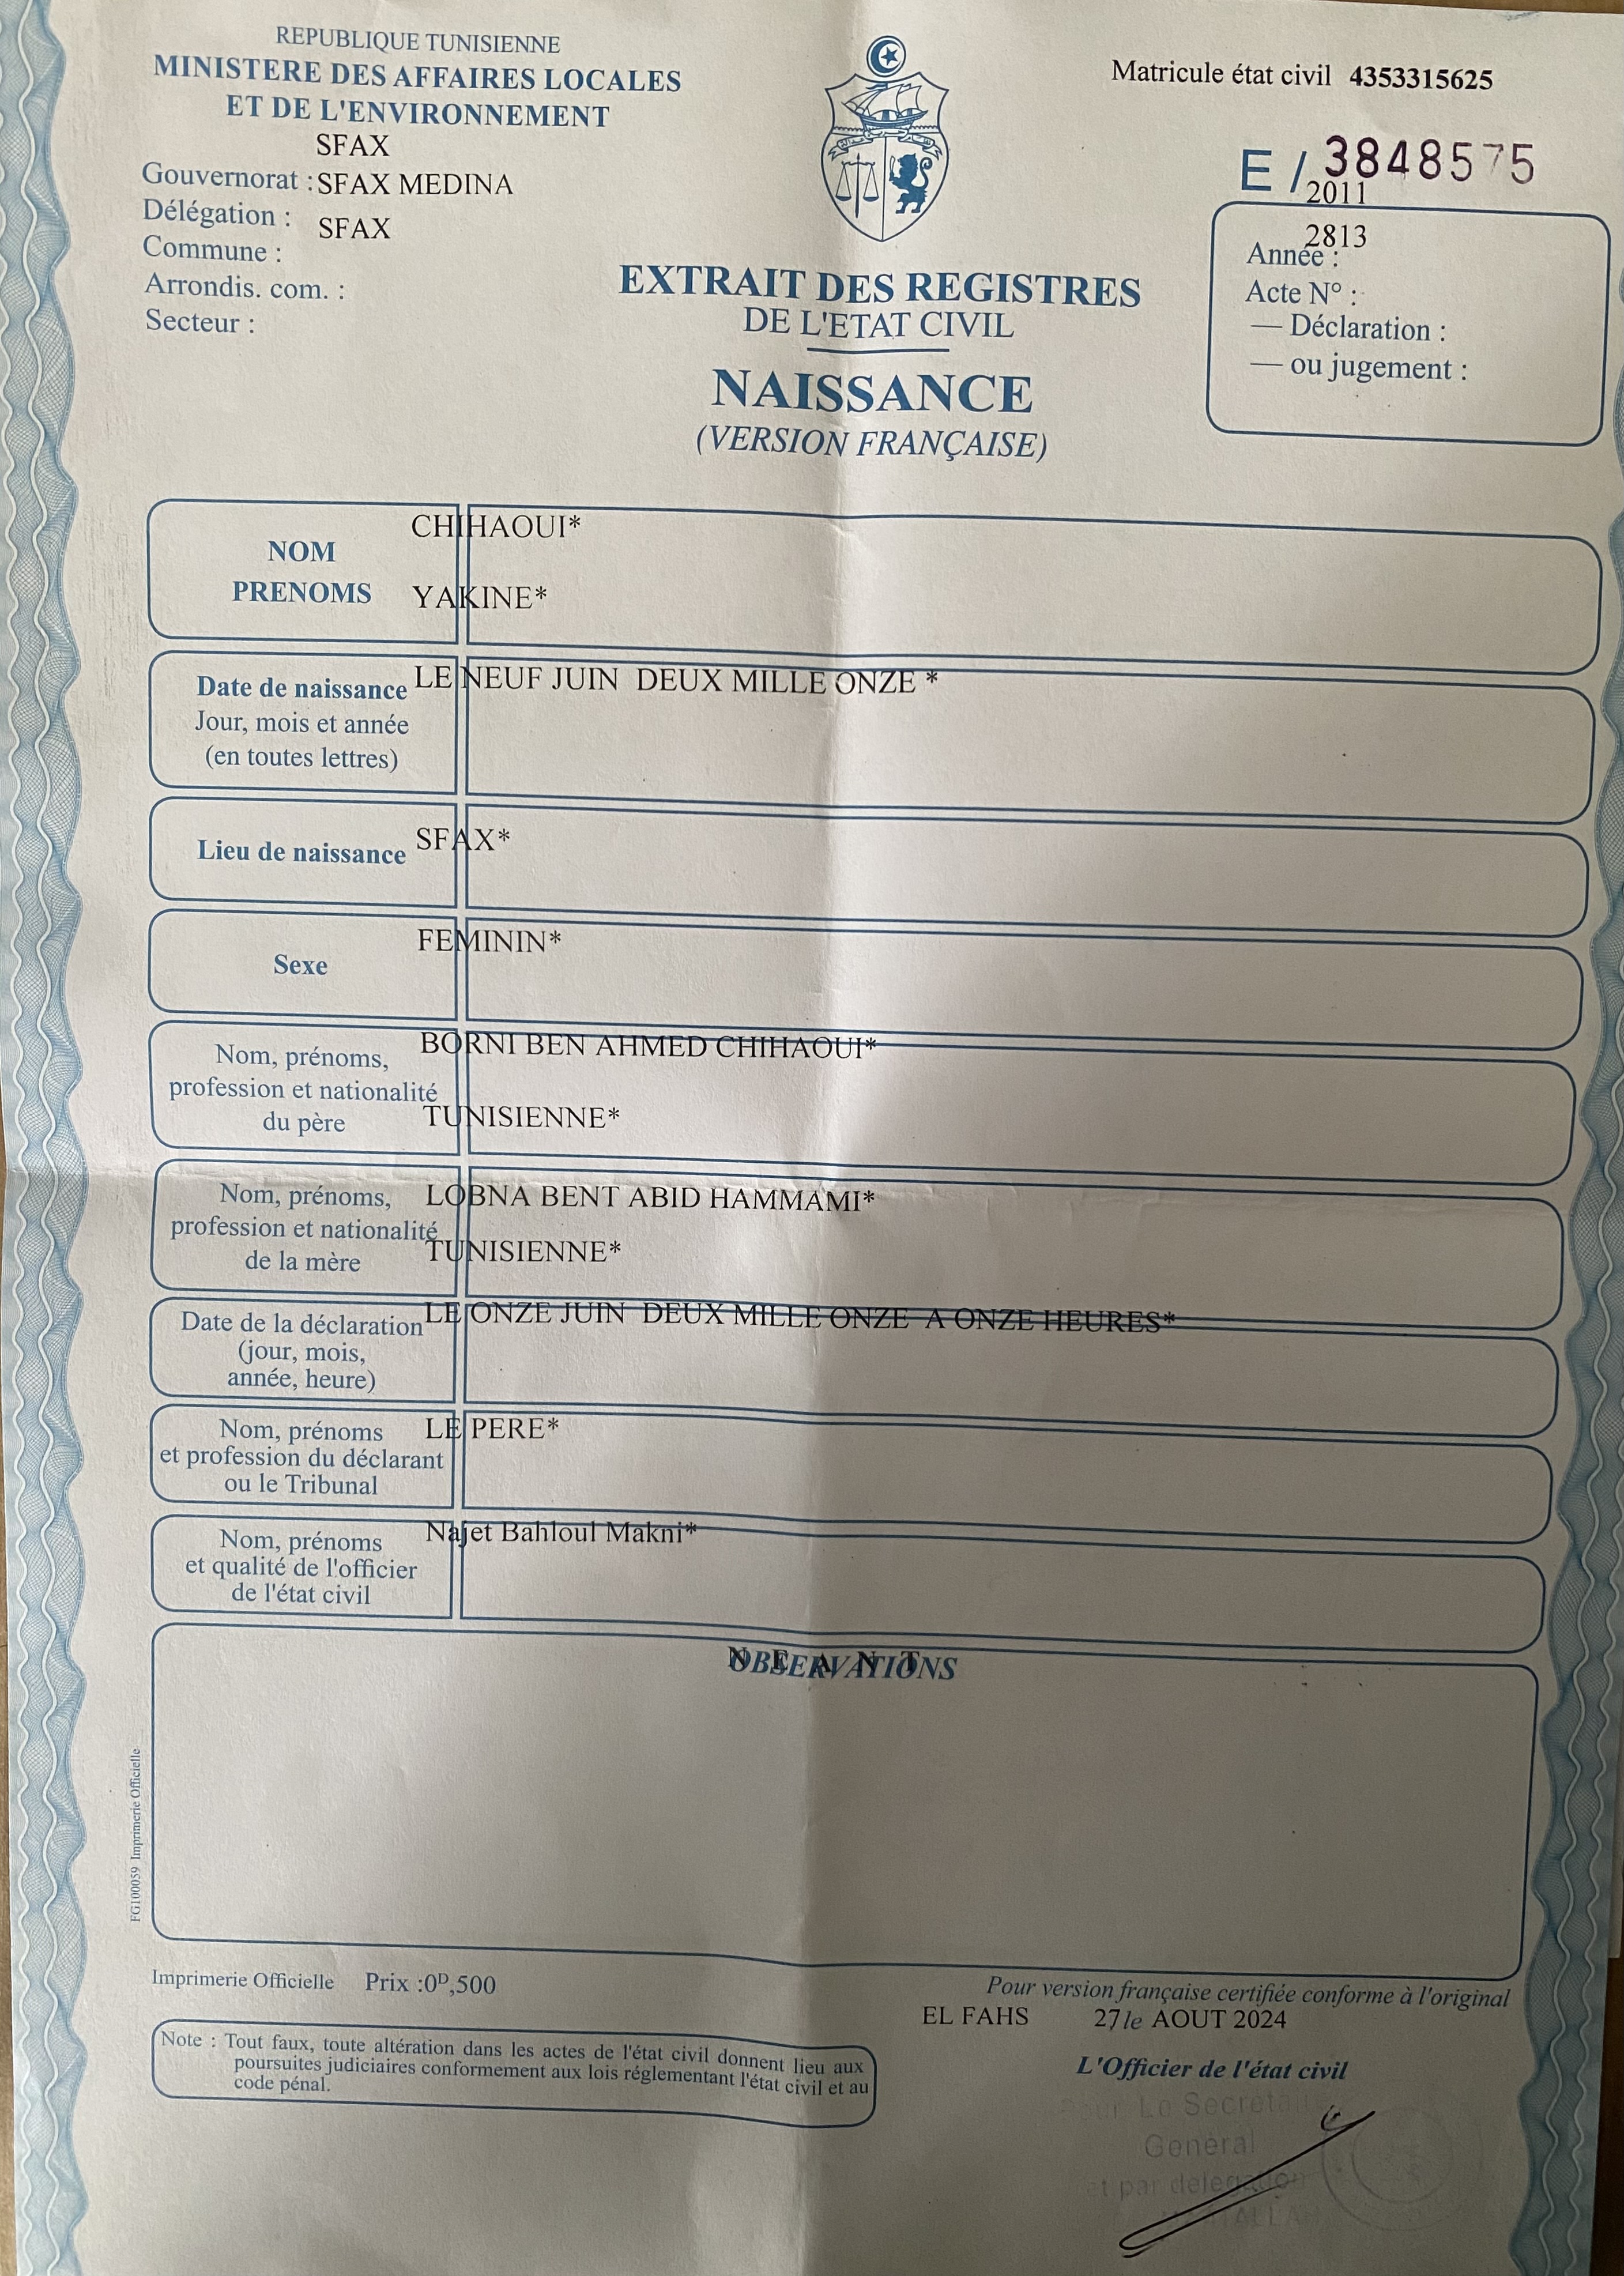 REPUBLIQUE TUNISIENNE
MINISTERE DES AFFAIRES LOCALES
ET DE L'ENVIRONNEMENT
SFAX
Gouvernorat : SFAX MEDINA
Délégation :
SFAX
Commune :
Arrondis. com. :
Secteur :
Matricule état civil 4353315625
E / 3848575
2011
2813
Année :
Acte N° :
— Déclaration :
— ou jugement :
EXTRAIT DES REGISTRES
DE L'ETAT CIVIL
NAISSANCE
(VERSION FRANÇAISE)
CHIHAOUI*
NOM
PRENOMS YAKINE*
Date de naissance LE NEUF JUIN DEUX MILLE ONZE *
Jour, mois et année
(en toutes lettres)
Lieu de naissance SFAX*
FEMININ*
Sexe
BORNI BEN AHMED CHIHAOUI*
Nom, prénoms,
profession et nationalité
du père TUNISIENNE*
Nom, prénoms, LOBNA BENT ABID HAMMAMI*
profession et nationalité
de la mère TUNISIENNE*
Date de la déclaration LE ONZE JUIN DEUX MILLE ONZE A ONZE HEURES*
(jour, mois,
année, heure)
Nom, prénoms LE PERE*
et profession du déclarant
ou le Tribunal
Najet Bahloul Makni*
Nom, prénoms
et qualité de l'officier
de l'état civil
N E A N T
OBSERVATIONS
FG100059 Imprimerie Officielle
Imprimerie Officielle Prix :0ᴰ,500
Pour version française certifiée conforme à l'original
EL FAHS 27 le AOUT 2024
L'Officier de l'état civil
Note : Tout faux, toute altération dans les actes de l'état civil donnent lieu aux
poursuites judiciaires conformement aux lois réglementant l'état civil et au
code pénal.
Le Secrétaire
Général
et par delegation